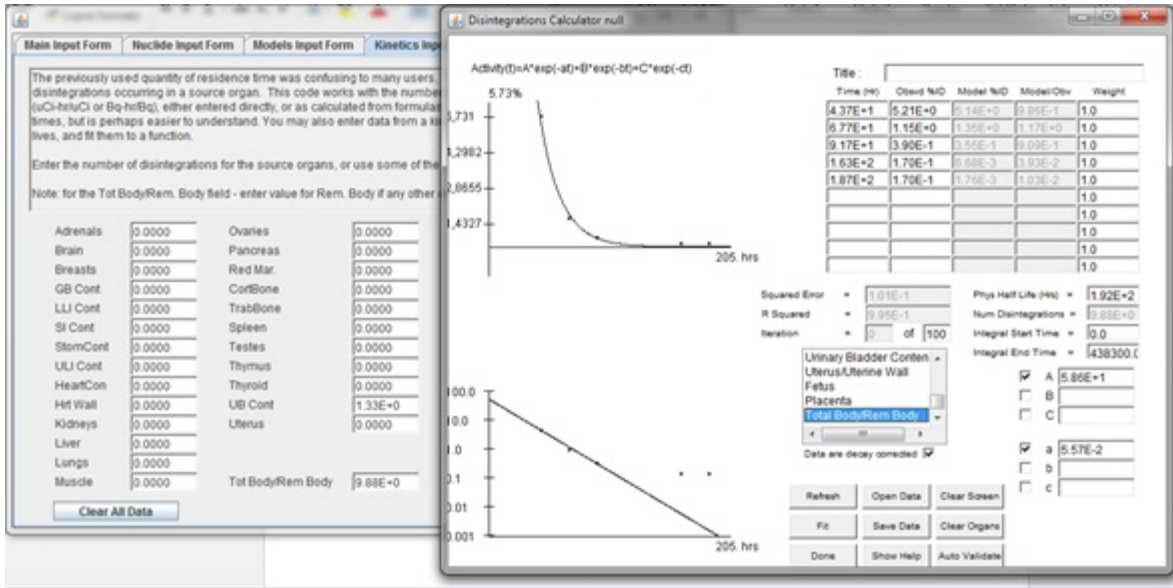 Main Input Form Nuclide Input Form Models Input Form Kinetics Inp
The previously used quantity of residence time was confusing to many users.
disintegrations occurring in a source organ. This code works with the number
(uCi-hr/uCi or Bq-hr/Bq), either entered directly, or as calculated from formulas
times, but is perhaps easier to understand. You may also enter data from a ki
lives, and fit them to a function.
Enter the number of disintegrations for the source organs, or use some of the
Note: for the Tot Body/Rem. Body field - enter value for Rem. Body if any other
Adrenals 0.0000 Ovaries 0.0000
Brain 0.0000 Pancreas 0.0000
Breasts 0.0000 Red Mar. 0.0000
GB Cont 0.0000 CortBone 0.0000
LLI Cont 0.0000 TrabBone 0.0000
SI Cont 0.0000 Spleen 0.0000
StomCont 0.0000 Testes 0.0000
ULI Cont 0.0000 Thymus 0.0000
HeartCon 0.0000 Thyroid 0.0000
Hrt Wall 0.0000 UB Cont 1.33E+0
Kidneys 0.0000 Uterus 0.0000
Liver 0.0000
Lungs 0.0000
Muscle 0.0000 Tot Body/Rem Body 9.88E+0
Clear All Data
Disintegrations Calculator null
Activity(t)=A*exp(-at)+B*exp(-bt)+C*exp(-ct)
5.73%
5,731
4,2982
2,8655
1,4327
205. hrs
100.0
10.0
1.0
0.1
0.01
0.001
205. hrs
Title :
Time (Hr) Obsvd %ID Model %ID Model/Obv Weight
4.37E+1 5.21E+0 5.14E+0 9.86E-1 1.0
6.77E+1 1.15E+0 1.35E+0 1.17E+0 1.0
9.17E+1 3.90E-1 3.55E-1 9.09E-1 1.0
1.63E+2 1.70E-1 6.68E-3 3.93E-2 1.0
1.87E+2 1.70E-1 1.76E-3 1.03E-2 1.0
1.0
1.0
1.0
1.0
1.0
Squared Error = 1.01E-1 Phys Half Life (Hrs) = 1.92E+2
R Squared = 9.95E-1 Num Disintegrations = 9.88E+0
Iteration = 0 of 100 Integral Start Time = 0.0
Integral End Time = 438300.0
Urinary Bladder Conten
Uterus/Uterine Wall
Fetus
Placenta
Total Body/Rem Body
Data are decay corrected
A 5.86E+1
B
C
a 5.57E-2
b
c
Refresh Open Data Clear Screen
Fit Save Data Clear Organs
Done Show Help Auto Validate